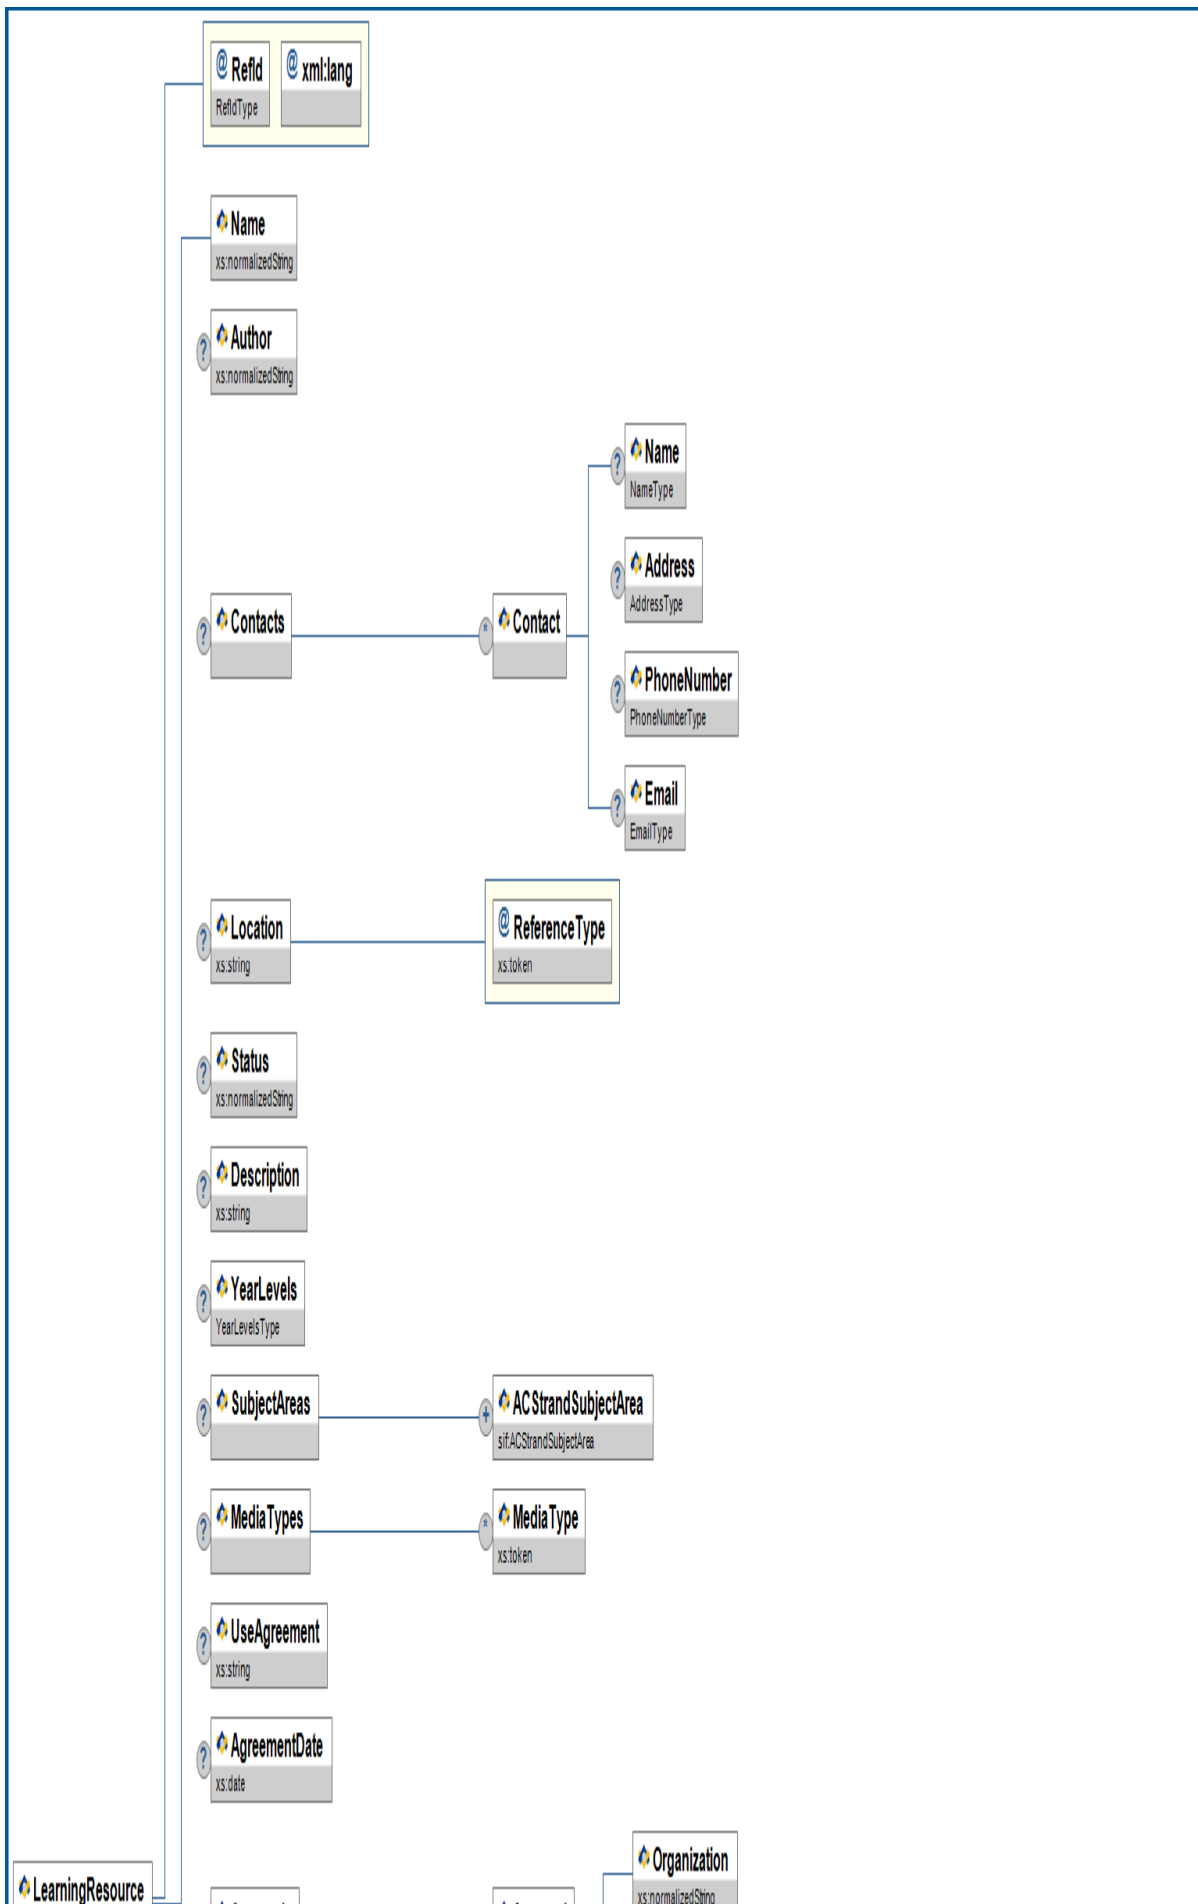 @ RefId
RefIdType
@ xml:lang
Name
xs:normalizedString
? Author
xs:normalizedString
? Contacts
* Contact
? Name
NameType
? Address
AddressType
? PhoneNumber
PhoneNumberType
? Email
EmailType
? Location
xs:string
@ ReferenceType
xs:token
? Status
xs:normalizedString
? Description
xs:string
? YearLevels
YearLevelsType
? SubjectAreas
+ ACStrandSubjectArea
sif:ACStrandSubjectArea
? MediaTypes
* MediaType
xs:token
? UseAgreement
xs:string
? AgreementDate
xs:date
Organization
xs:normalizedString
LearningResource